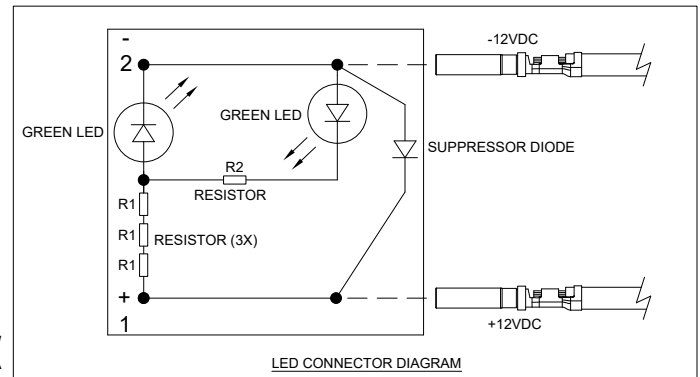 -
2
-12VDC
GREEN LED
GREEN LED
SUPPRESSOR DIODE
R2
RESISTOR
R1
R1
RESISTOR (3X)
R1
+
1
+12VDC
LED CONNECTOR DIAGRAM